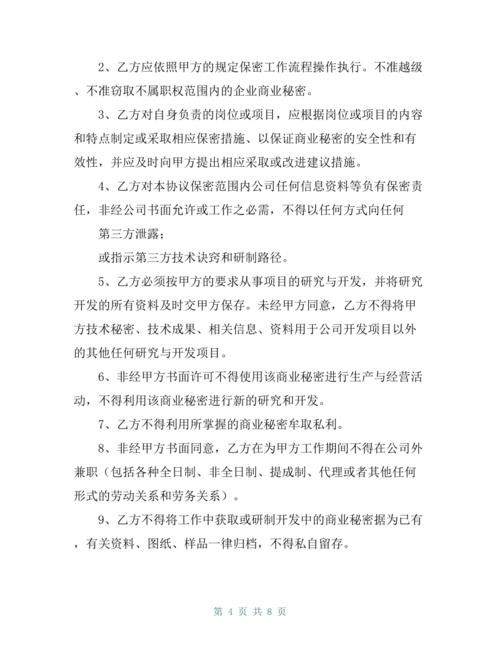 2、乙方应依照甲方的规定保密工作流程操作执行。不准越级
、不准窃取不属职权范围内的企业商业秘密。
3、乙方对自身负责的岗位或项目，应根据岗位或项目的内容
和特点制定或采取相应保密措施、以保证商业秘密的安全性和有
效性，并应及时向甲方提出相应采取或改进建议措施。
4、乙方对本协议保密范围内公司任何信息资料等负有保密责
任，非经公司书面允许或工作之必需，不得以任何方式向任何
第三方泄露；
或指示第三方技术诀窍和研制路径。
5、乙方必须按甲方的要求从事项目的研究与开发，并将研究
开发的所有资料及时交甲方保存。未经甲方同意，乙方不得将甲
方技术秘密、技术成果、相关信息、资料用于公司开发项目以外
的其他任何研究与开发项目。
6、非经甲方书面许可不得使用该商业秘密进行生产与经营活
动，不得利用该商业秘密进行新的研究和开发。
7、乙方不得利用所掌握的商业秘密牟取私利。
8、非经甲方书面同意，乙方在为甲方工作期间不得在公司外
兼职（包括各种全日制、非全日制、提成制、代理或者其他任何
形式的劳动关系和劳务关系）。
9、乙方不得将工作中获取或研制开发中的商业秘密据为已有
，有关资料、图纸、样品一律归档，不得私自留存。
第 4 页 共 8 页